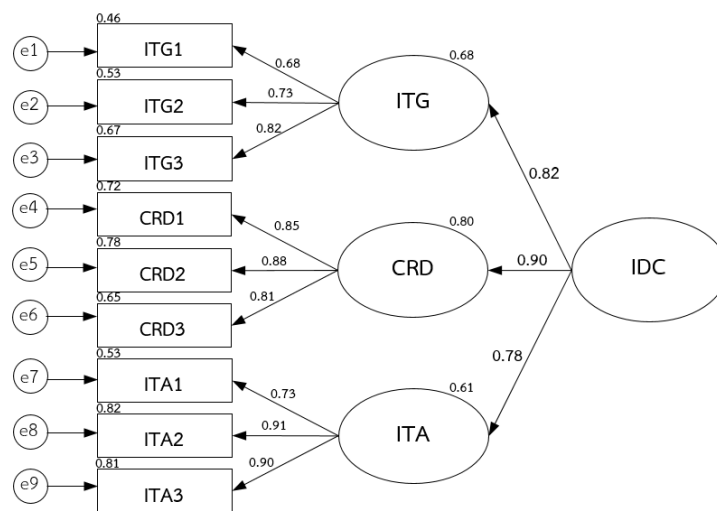 0.46
e1
ITG1
0.68
0.68
ITG
0.53
e2
ITG2
0.73
0.67
e3
ITG3
0.82
0.82
0.72
e4
CRD1
0.85
0.80
0.78
e5
CRD2
0.88
CRD
0.90
IDC
0.65
e6
CRD3
0.81
0.53
e7
ITA1
0.73
0.61
0.78
0.82
e8
ITA2
0.91
ITA
0.81
e9
ITA3
0.90